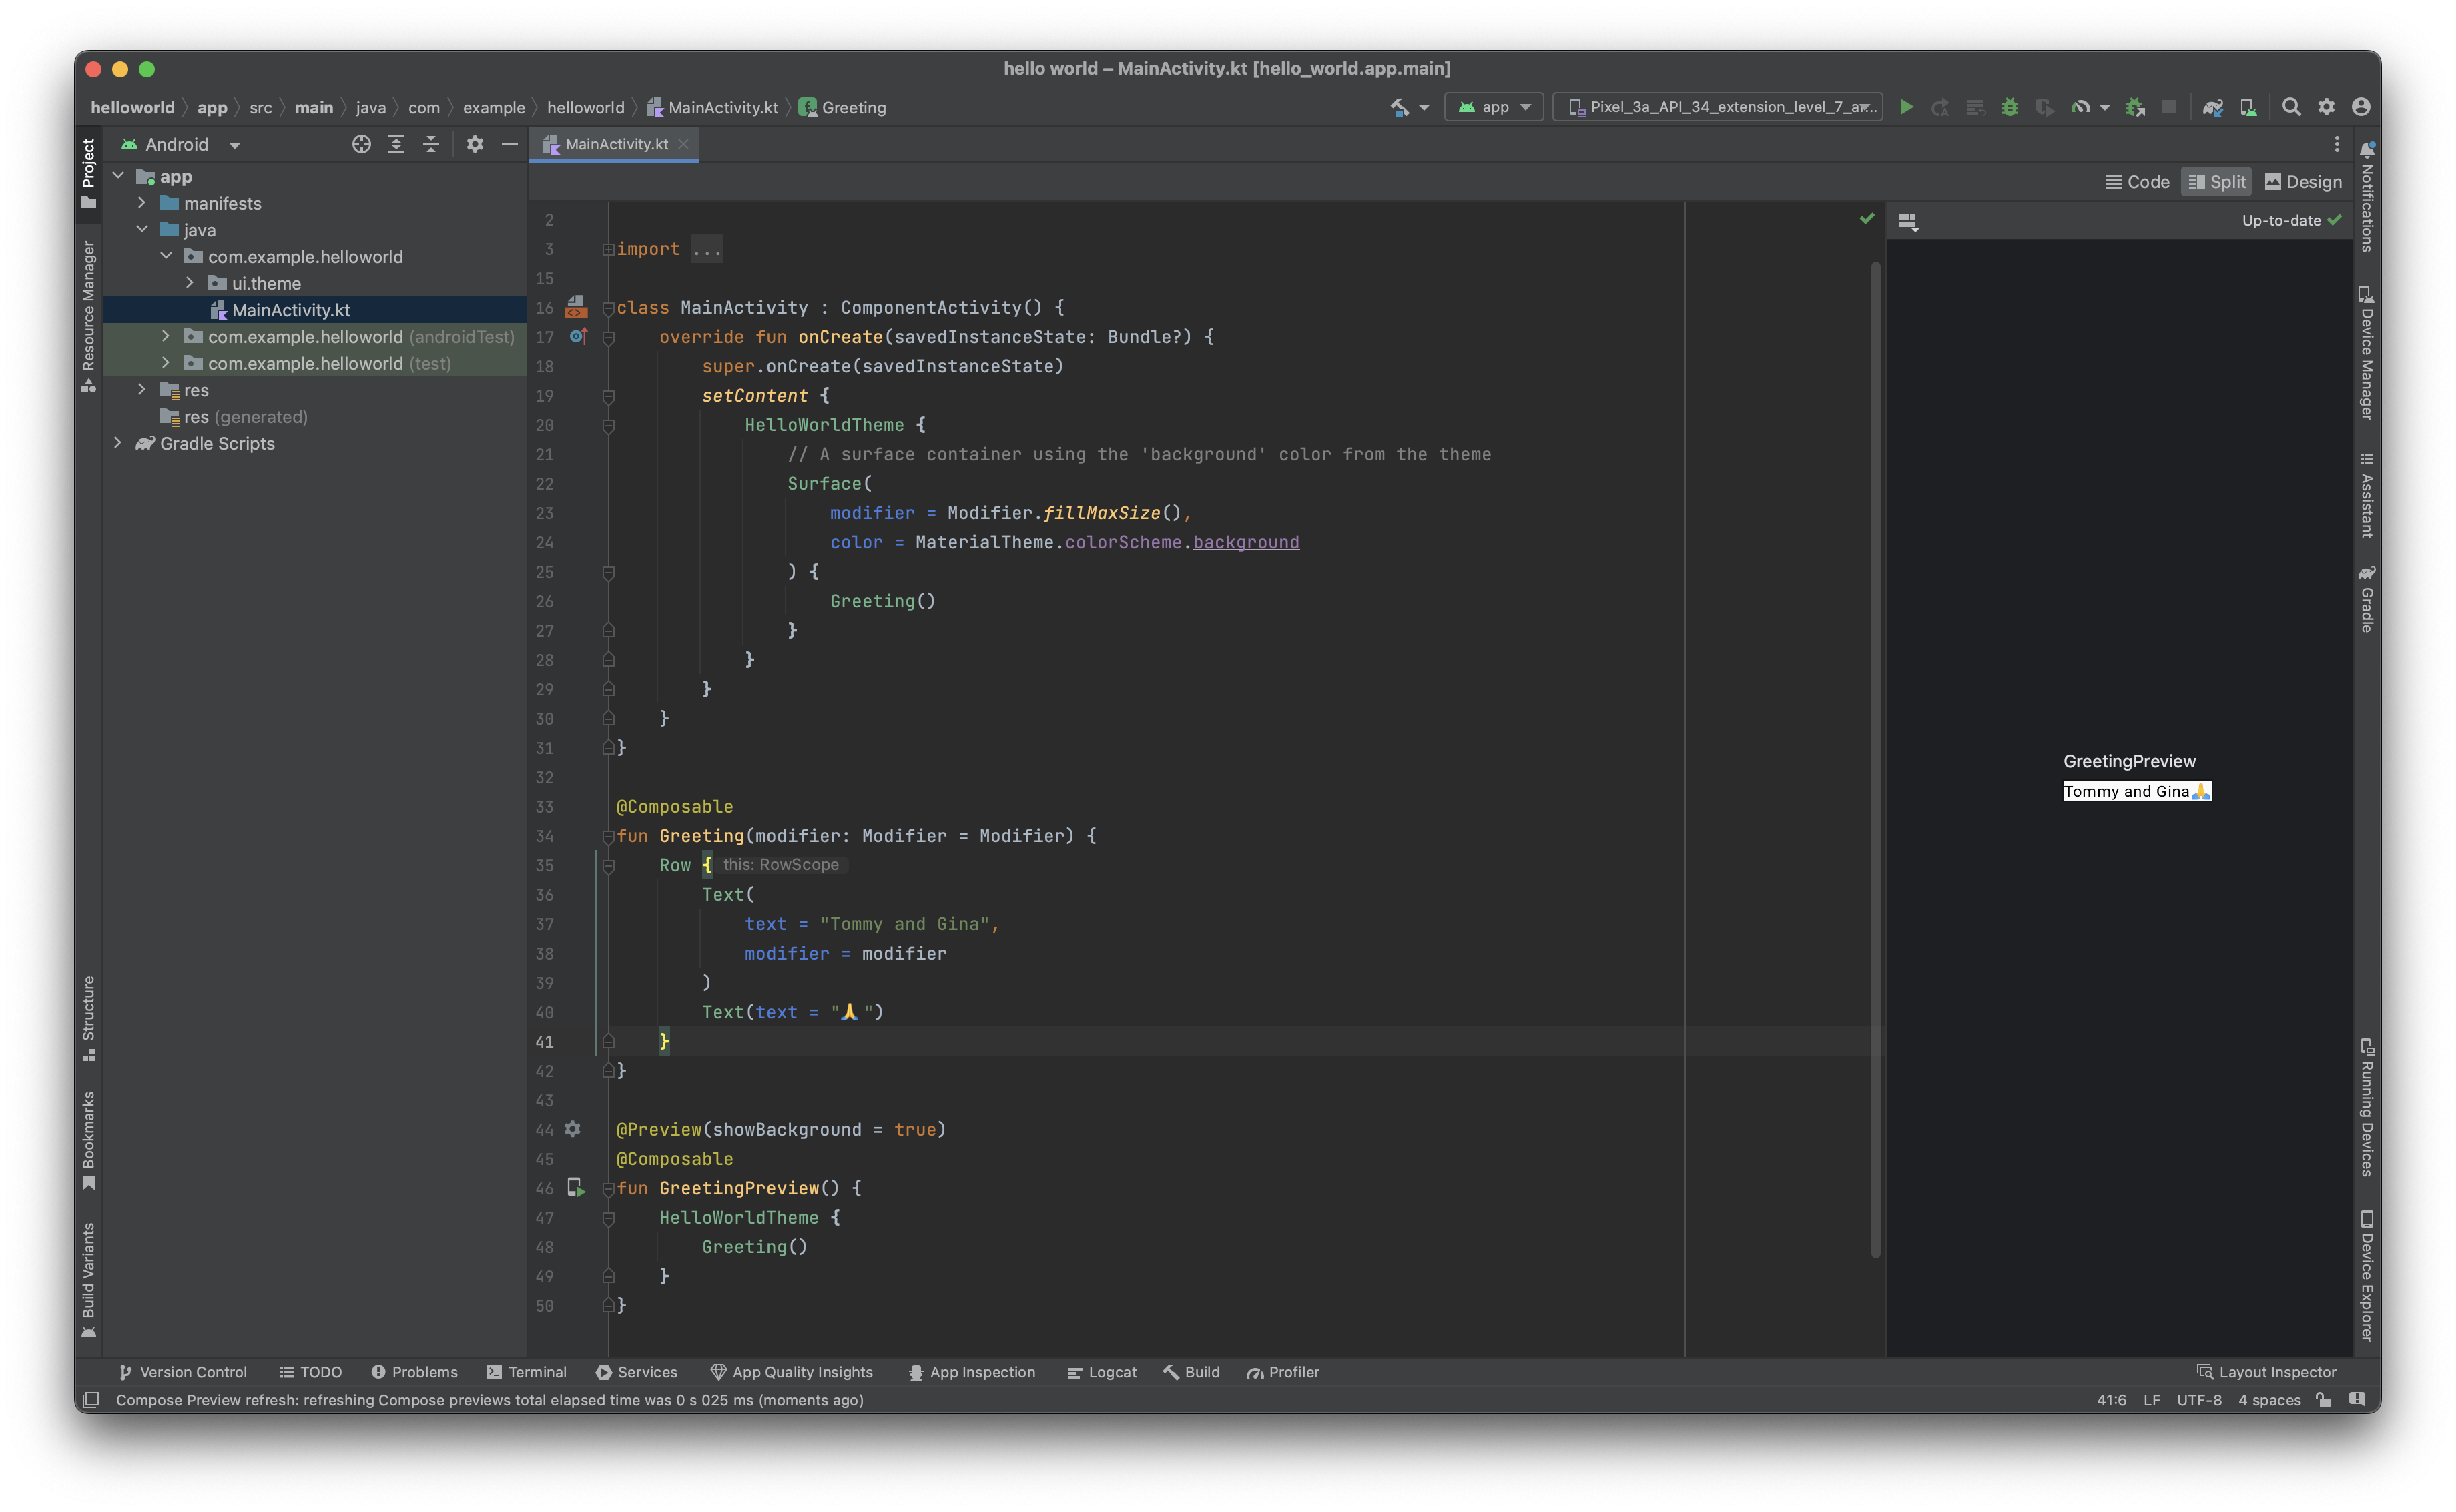 hello world – MainActivity.kt [hello_world.app.main]
helloworld app src main java com example helloworld MainActivity.kt Greeting
app Pixel_3a_API_34_extension_level_7_a...
Project
Resource Manager
Structure
Bookmarks
Build Variants
Android
app
manifests
java
com.example.helloworld
ui.theme
MainActivity.kt
com.example.helloworld (androidTest)
com.example.helloworld (test)
res
res (generated)
Gradle Scripts
MainActivity.kt
Code Split Design
2
3 import ...
15
16 class MainActivity : ComponentActivity() {
17 override fun onCreate(savedInstanceState: Bundle?) {
18 super.onCreate(savedInstanceState)
19 setContent {
20 HelloWorldTheme {
21 // A surface container using the 'background' color from the theme
22 Surface(
23 modifier = Modifier.fillMaxSize(),
24 color = MaterialTheme.colorScheme.background
25 ) {
26 Greeting()
27 }
28 }
29 }
30 }
31 }
32
33 @Composable
34 fun Greeting(modifier: Modifier = Modifier) {
35 Row { this: RowScope
36 Text(
37 text = "Tommy and Gina",
38 modifier = modifier
39 )
40 Text(text = "🙏")
41 }
42 }
43
44 @Preview(showBackground = true)
45 @Composable
46 fun GreetingPreview() {
47 HelloWorldTheme {
48 Greeting()
49 }
50 }
Up-to-date
GreetingPreview
Tommy and Gina🙏
Notifications
Device Manager
Assistant
Gradle
Running Devices
Device Explorer
Version Control TODO Problems Terminal Services App Quality Insights App Inspection Logcat Build Profiler Layout Inspector
Compose Preview refresh: refreshing Compose previews total elapsed time was 0 s 025 ms (moments ago) 41:6 LF UTF-8 4 spaces